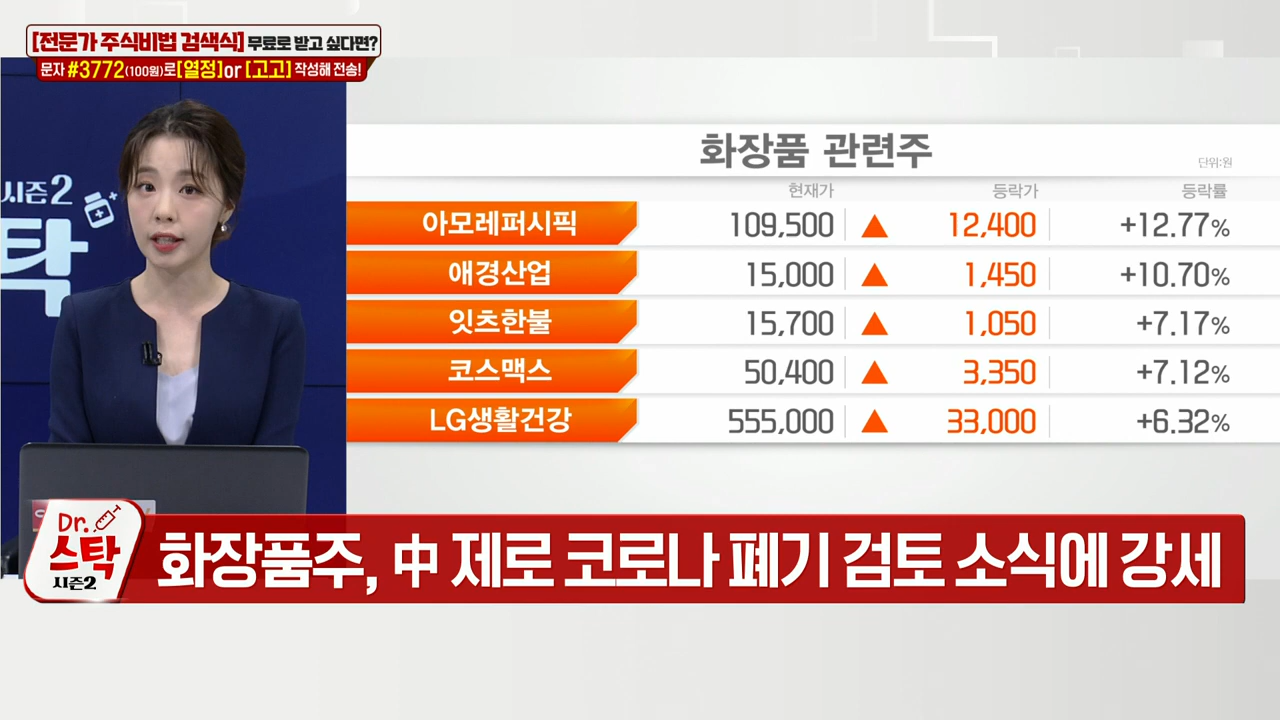 [전문가 주식비법 검색식] 무료로 받고 싶다면?
문자 #3772(100원)로[열정]or [고고] 작성해 전송!
시즌2
탁
화장품 관련주
단위:원
현재가 등락가 등락률
아모레퍼시픽 109,500 ▲ 12,400 +12.77%
애경산업 15,000 ▲ 1,450 +10.70%
잇츠한불 15,700 ▲ 1,050 +7.17%
코스맥스 50,400 ▲ 3,350 +7.12%
LG생활건강 555,000 ▲ 33,000 +6.32%
Dr.
스탁
시즌2
화장품주, 中 제로 코로나 폐기 검토 소식에 강세